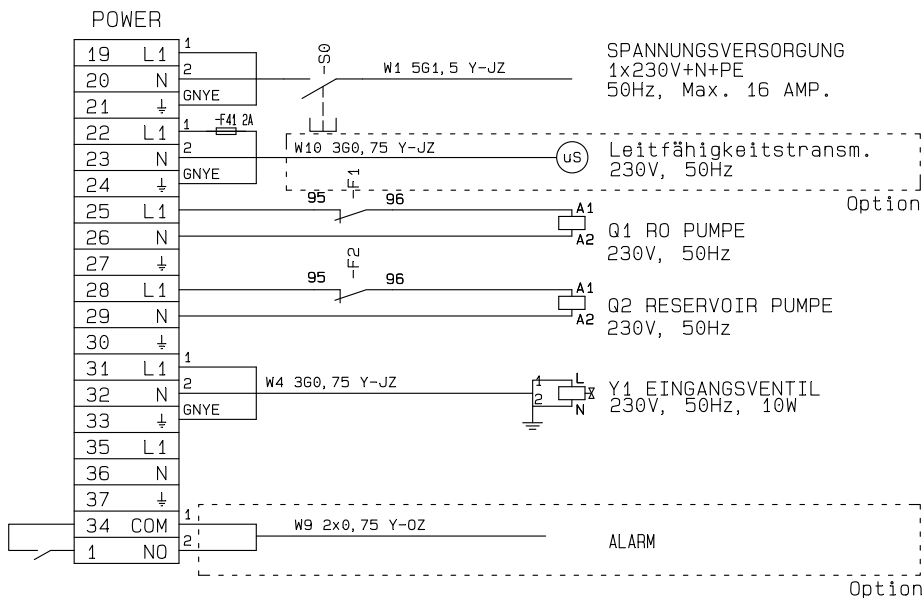 POWER
19 L1 1
20 N 2
21 GNYE
-S0
W1 5G1,5 Y-JZ
SPANNUNGSVERSORGUNG
1x230V+N+PE
50Hz, Max. 16 AMP.
22 L1 1 -F41 2A
23 N 2
24 GNYE
W10 3G0,75 Y-JZ
uS
Leitfähigkeitstransm.
230V, 50Hz
Option
25 L1
26 N
27
95 -F1 96
A1
A2
Q1 RO PUMPE
230V, 50Hz
28 L1
29 N
30
95 -F2 96
A1
A2
Q2 RESERVOIR PUMPE
230V, 50Hz
31 L1 1
32 N 2
33 GNYE
W4 3G0,75 Y-JZ
1 L
2 N
Y1 EINGANGSVENTIL
230V, 50Hz, 10W
35 L1
36 N
37
34 COM 1
1 NO 2
W9 2x0,75 Y-OZ
ALARM
Option